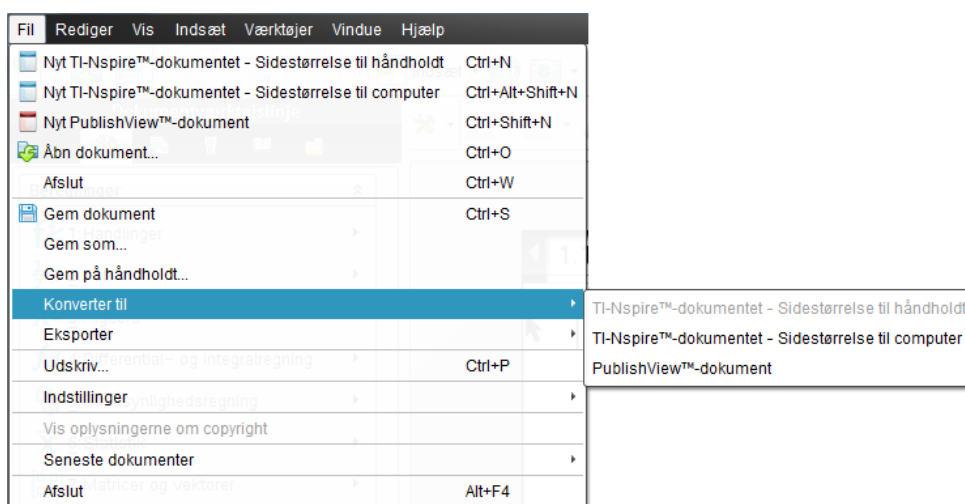 Fil Rediger Vis Indsæt Værktøjer Vindue Hjælp
Nyt TI-Nspire™-dokumentet - Sidestørrelse til håndholdt Ctrl+N
Nyt TI-Nspire™-dokumentet - Sidestørrelse til computer Ctrl+Alt+Shift+N
Nyt PublishView™-dokument Ctrl+Shift+N
Åbn dokument... Ctrl+O
Afslut Ctrl+W
Gem dokument Ctrl+S
Gem som...
Gem på håndholdt...
Konverter til
TI-Nspire™-dokumentet - Sidestørrelse til håndholdt
Eksporter
TI-Nspire™-dokumentet - Sidestørrelse til computer
Udskriv... Ctrl+P
PublishView™-dokument
Indstillinger
Vis oplysningerne om copyright
Seneste dokumenter
Afslut Alt+F4